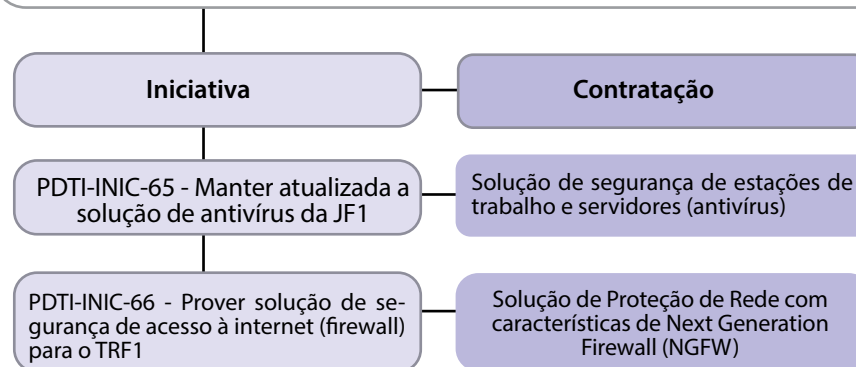 Iniciativa
Contratação
PDTI-INIC-65 - Manter atualizada a
solução de antivírus da JF1
Solução de segurança de estações de
trabalho e servidores (antivírus)
PDTI-INIC-66 - Prover solução de se-
gurança de acesso à internet (firewall)
para o TRF1
Solução de Proteção de Rede com
características de Next Generation
Firewall (NGFW)